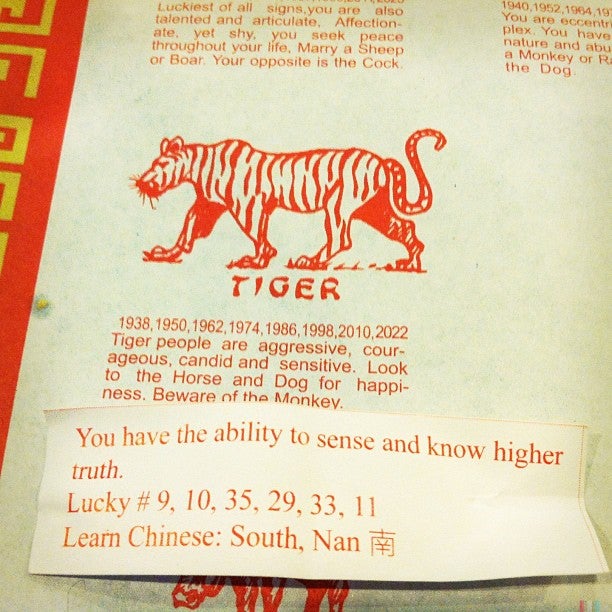 Luckiest of all signs,you are also
talented and articulate, Affection-
ate, yet shy, you seek peace
throughout your life, Marry a Sheep
or Boar. Your opposite is the Cock.
1940,1952,1964,197
You are eccentri
plex. You have
nature and abu
a Monkey or Ra
the Dog.
TIGER
1938,1950,1962,1974,1986,1998,2010,2022
Tiger people are aggressive, cour-
ageous, candid and sensitive. Look
to the Horse and Dog for happi-
ness. Beware of the Monkey.
You have the ability to sense and know higher
truth.
Lucky # 9, 10, 35, 29, 33, 11
Learn Chinese: South, Nan 南